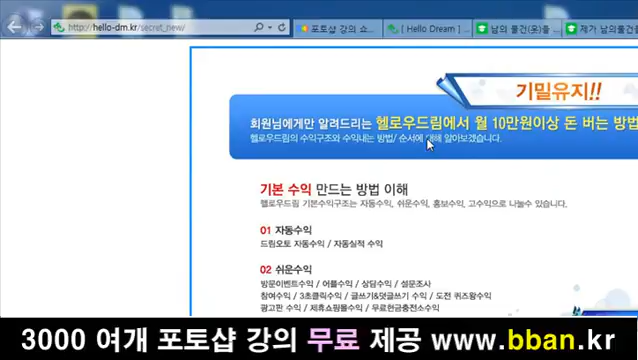 http://hello-dm.kr/secret_new/
포토샵 강의 쇼...
[ Hello Dream ] ...
남의 물건(옷)을 ...
제가 남의물건을
기밀유지!!
회원님에게만 알려드리는 헬로우드림에서 월 10만원이상 돈 버는 방법
헬로우드림의 수익구조와 수익내는 방법/ 순서에 대해 알아보겠습니다.
기본 수익 만드는 방법 이해
헬로우드림 기본수익구조는 자동수익, 쉬운수익, 홍보수익, 고수익으로 나눌수 있습니다.
01 자동수익
드림오토 자동수익 / 자동실적 수익
02 쉬운수익
방문이벤트수익 / 어플수익 / 상담수익 / 설문조사
참여수익 / 3초클릭수익 / 글쓰기&댓글쓰기 수익 / 도전 퀴즈왕수익
광고판 수익 / 제휴쇼핑몰수익 / 무료현금충전소수익
3000 여개 포토샵 강의 무료 제공 www.bban.kr